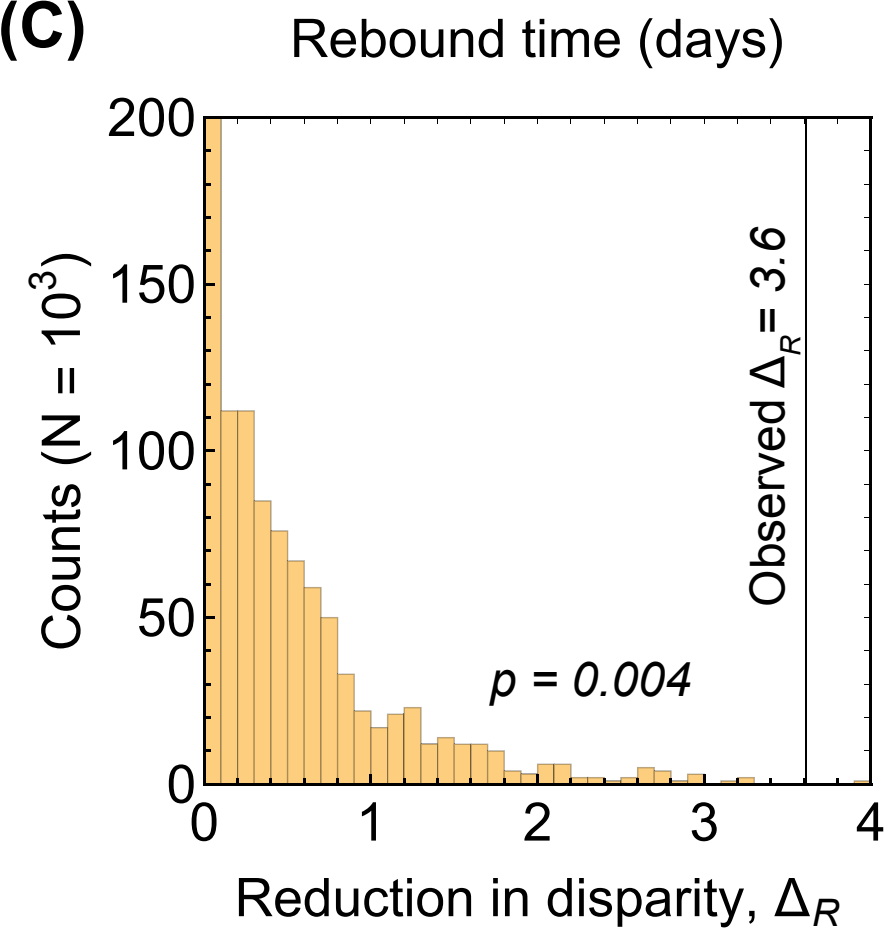 (C)
Rebound time (days)
200
150
100
50
0
Counts (N = 10³)
Observed Δ_R = 3.6
p = 0.004
0 1 2 3 4
Reduction in disparity, Δ_R